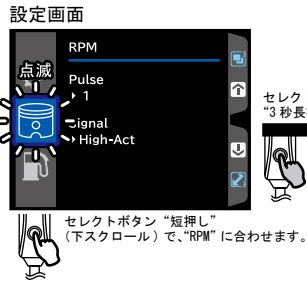 設定画面
RPM
点滅
Pulse
1
Signal
High-Act
セレク
“3秒長
セレクトボタン“短押し”
（下スクロール）で、“RPM”に合わせます。